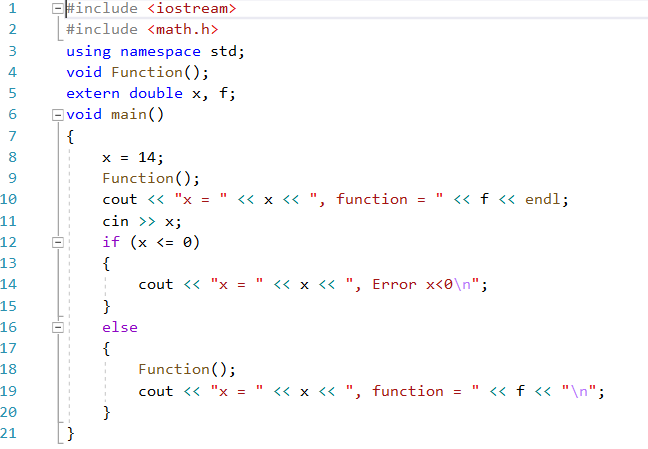 1 #include <iostream>
2 #include <math.h>
3 using namespace std;
4 void Function();
5 extern double x, f;
6 void main()
7 {
8 x = 14;
9 Function();
10 cout << "x = " << x << ", function = " << f << endl;
11 cin >> x;
12 if (x <= 0)
13 {
14 cout << "x = " << x << ", Error x<0\n";
15 }
16 else
17 {
18 Function();
19 cout << "x = " << x << ", function = " << f << "\n";
20 }
21 }